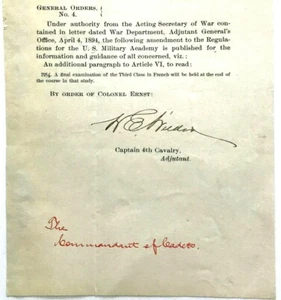 GENERAL ORDERS,
No. 4.
Under authority from the Acting Secretary of War con-
tained in letter dated War Department, Adjutant General's
Office, April 4, 1894, the following amendment to the Regula-
tions for the U. S. Military Academy is published for the
information and guidance of all concerned, viz.:
An additional paragraph to Article VI, to read:
A final examination of the Third Class in French will be held at the end of
the course in that study.
BY ORDER OF COLONEL ERNST:
Captain 4th Cavalry,
Adjutant.
The
Commandant of Cadets.